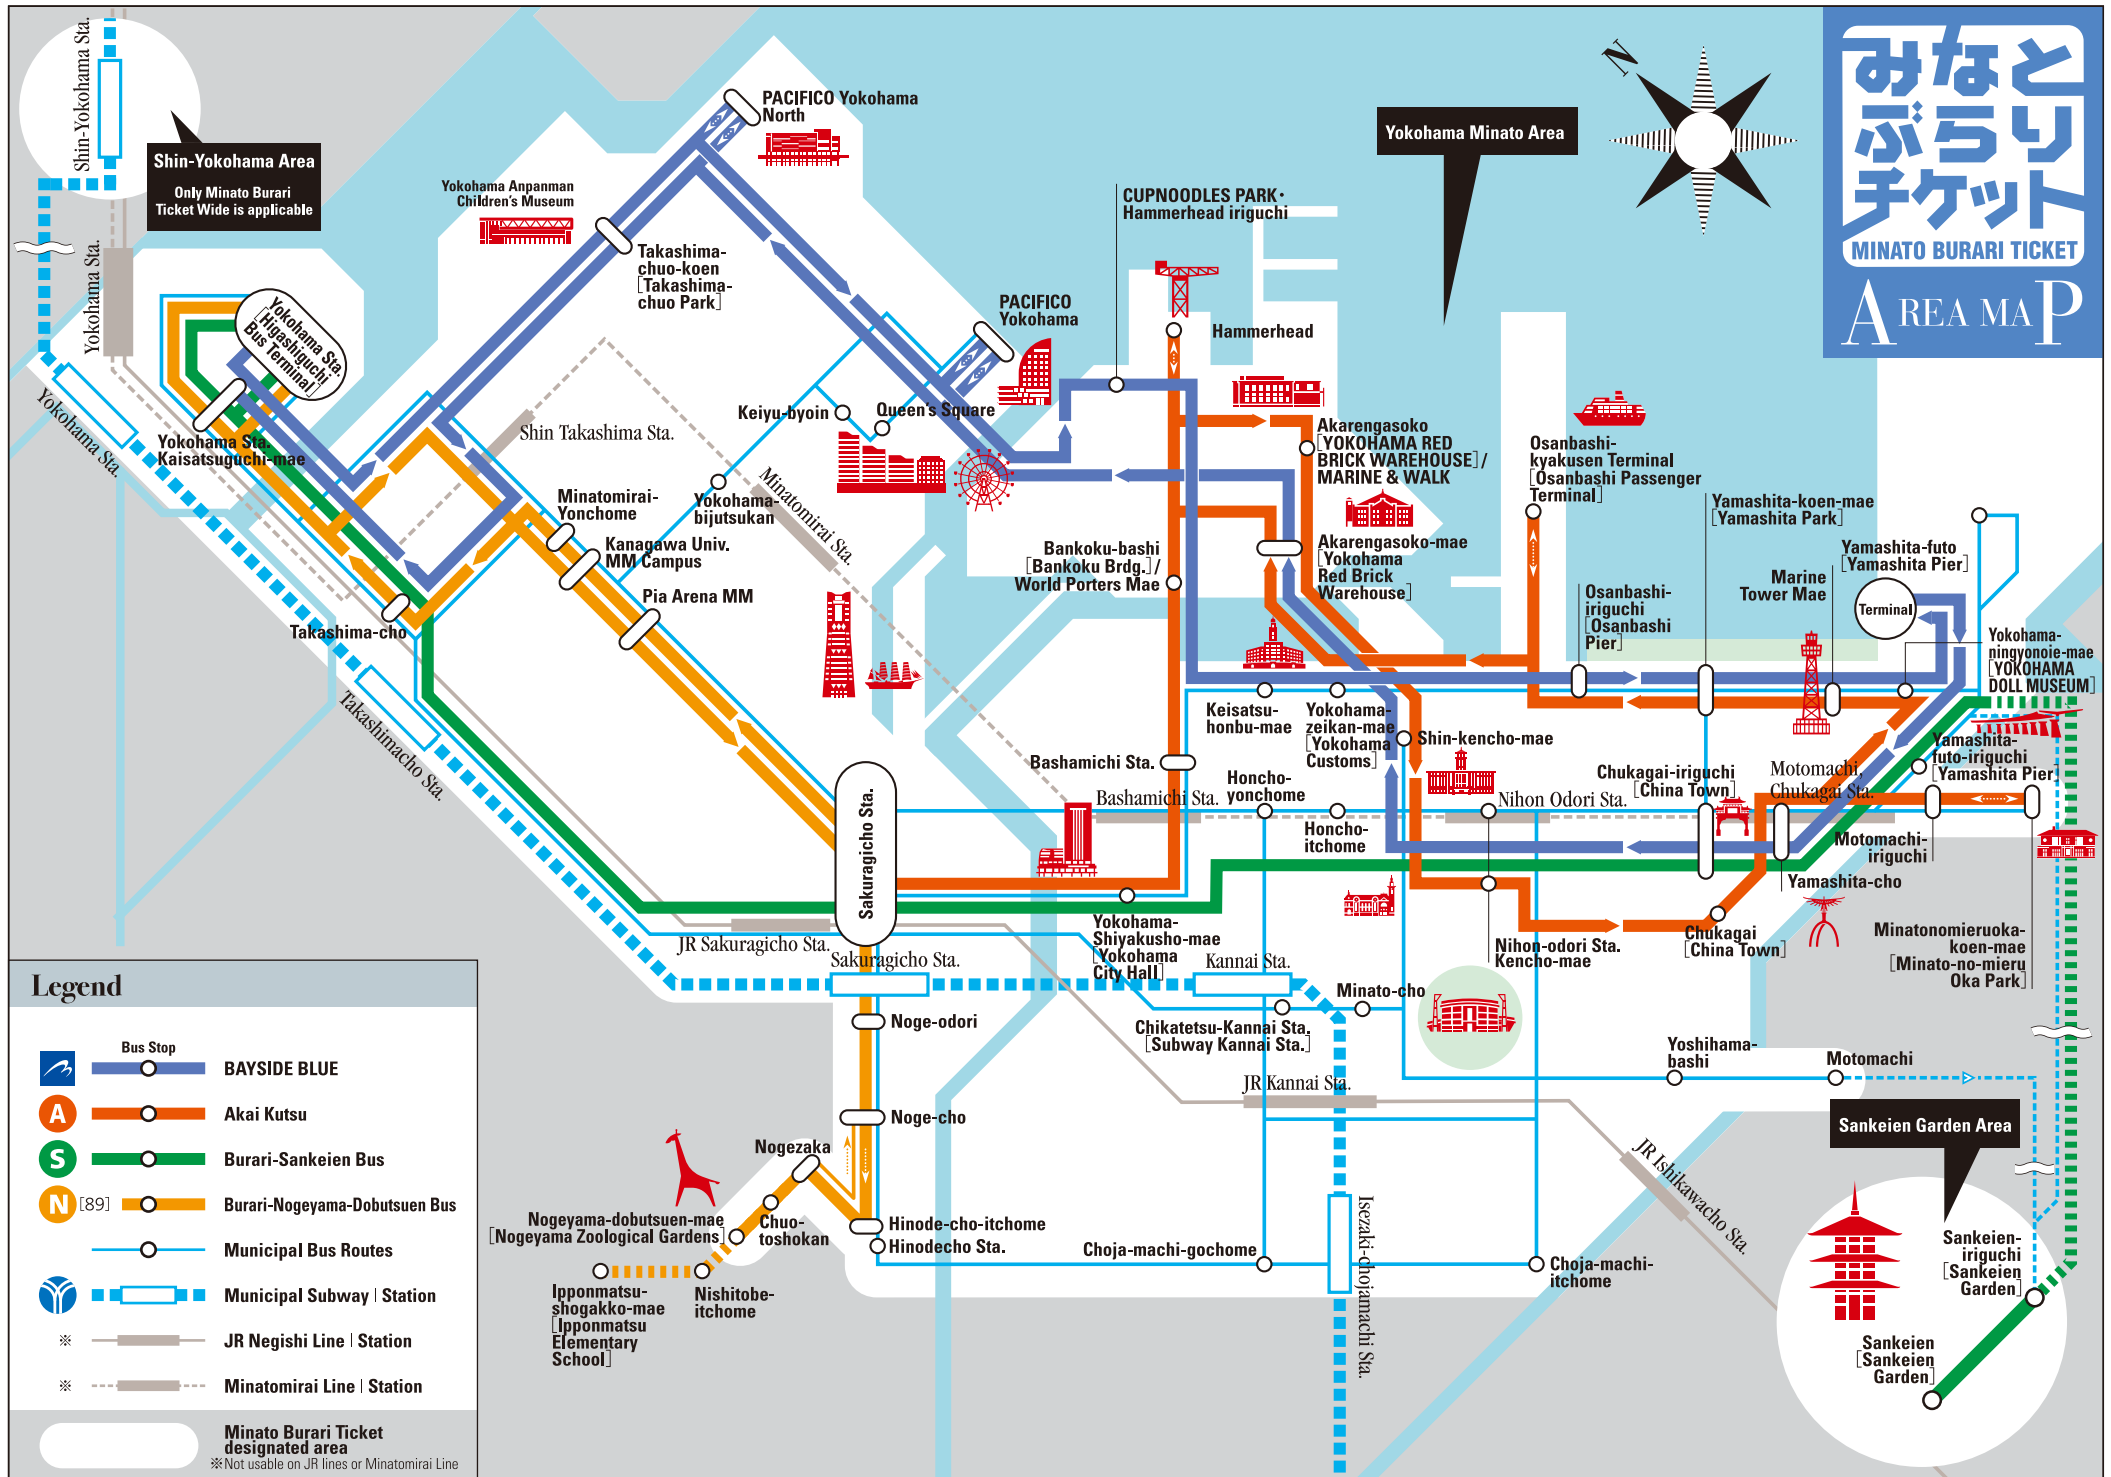 みなと
ぶらり
チケット
MINATO BURARI TICKET
AREA MAP
N
Shin-Yokohama Sta.
Shin-Yokohama Area
Only Minato Burari
Ticket Wide is applicable
Yokohama Sta.
Yokohama Sta.
[Higashiguchi
Bus Terminal]
Yokohama Sta.
Kaisatsuguchi-mae
Yokohama Sta.
PACIFICO Yokohama
North
Yokohama Anpanman
Children's Museum
Takashima-
chuo-koen
[Takashima-
chuo Park]
PACIFICO
Yokohama
CUPNOODLES PARK・
Hammerhead iriguchi
Yokohama Minato Area
Hammerhead
Keiyu-byoin
Queen's Square
Shin Takashima Sta.
Minatomirai Sta.
Yokohama-
bijutsukan
Minatomirai-
Yonchome
Kanagawa Univ.
MM Campus
Pia Arena MM
Takashima-cho
Takashimacho Sta.
Akarengasoko
[YOKOHAMA RED
BRICK WAREHOUSE]/
MARINE & WALK
Osanbashi-
kyakusen Terminal
[Osanbashi Passenger
Terminal]
Yamashita-koen-mae
[Yamashita Park]
Bankoku-bashi
[Bankoku Brdg.]/
World Porters Mae
Akarengasoko-mae
[Yokohama
Red Brick
Warehouse]
Osanbashi-
iriguchi
[Osanbashi
Pier]
Marine
Tower Mae
Yamashita-futo
[Yamashita Pier]
Terminal
Yokohama-
ningyonoie-mae
[YOKOHAMA
DOLL MUSEUM]
Keisatsu-
honbu-mae
Yokohama-
zeikan-mae
[Yokohama
Customs]
Shin-kencho-mae
Bashamichi Sta.
Bashamichi Sta.
Honcho-
yonchome
Honcho-
itchome
Nihon Odori Sta.
Chukagai-iriguchi
[China Town]
Motomachi,
Chukagai Sta.
Yamashita-
futo-iriguchi
[Yamashita Pier]
Motomachi-
iriguchi
Yamashita-cho
Sakuragicho Sta.
JR Sakuragicho Sta.
Sakuragicho Sta.
Yokohama-
Shiyakusho-mae
[Yokohama
City Hall]
Kannai Sta.
Nihon-odori Sta.
Kencho-mae
Chukagai
[China Town]
Minatonomieruoka-
koen-mae
[Minato-no-mieru
Oka Park]
Noge-odori
Chikatetsu-Kannai Sta.
[Subway Kannai Sta.]
Minato-cho
Yoshihama-
bashi
Motomachi
JR Kannai Sta.
Noge-cho
Nogezaka
Chuo-
toshokan
Nogeyama-dobutsuen-mae
[Nogeyama Zoological Gardens]
Hinode-cho-itchome
Hinodecho Sta.
Nishitobe-
itchome
Ipponmatsu-
shogakko-mae
[Ipponmatsu
Elementary
School]
Choja-machi-gochome
Isezaki-chojamachi Sta.
Choja-machi-
itchome
JR Ishikawacho Sta.
Sankeien Garden Area
Sankeien-
iriguchi
[Sankeien
Garden]
Sankeien
[Sankeien
Garden]
Legend
Bus Stop
BAYSIDE BLUE
A
Akai Kutsu
S
Burari-Sankeien Bus
N [89]
Burari-Nogeyama-Dobutsuen Bus
Municipal Bus Routes
Municipal Subway | Station
※ JR Negishi Line | Station
※ Minatomirai Line | Station
Minato Burari Ticket
designated area
※Not usable on JR lines or Minatomirai Line